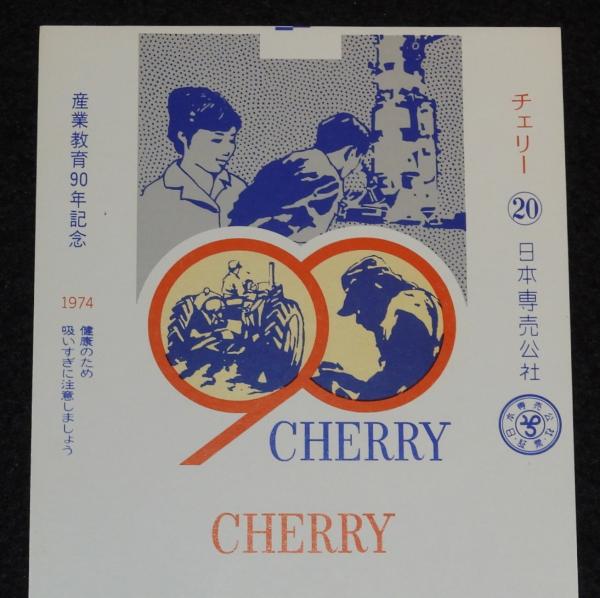 産業教育90年記念
1974
健康のため
吸いすぎに注意しましょう
チェリー
20
日本専売公社
90
CHERRY
CHERRY